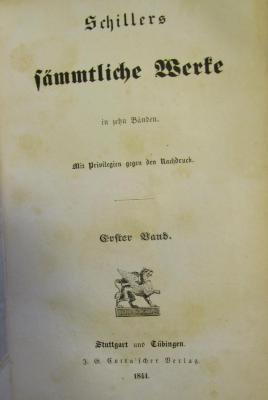 Schillers
sämmtliche Werke
in zehn Bänden.
Mit Privilegien gegen den Nachdruck.
Erster Band.
Stuttgart und Tübingen.
J. G. Cotta'scher Verlag.
1844.